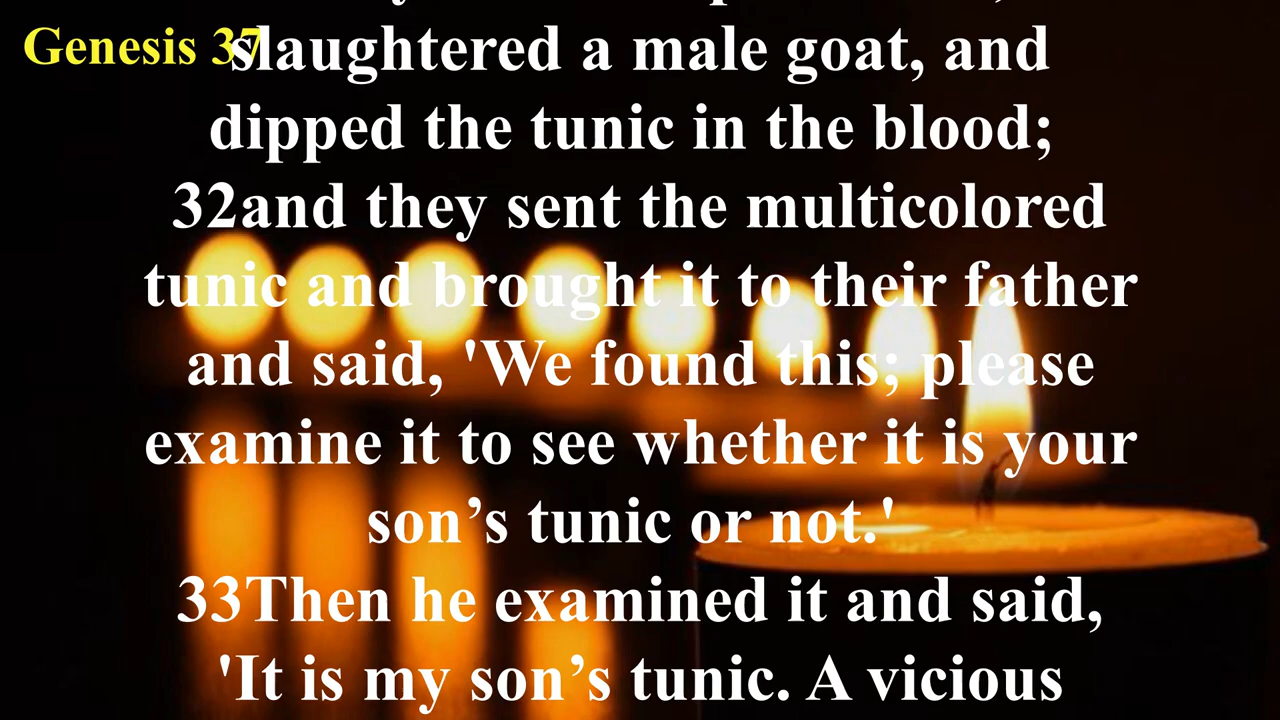 Genesis 37
slaughtered a male goat, and
dipped the tunic in the blood;
32and they sent the multicolored
tunic and brought it to their father
and said, 'We found this; please
examine it to see whether it is your
son’s tunic or not.'
33Then he examined it and said,
'It is my son’s tunic. A vicious